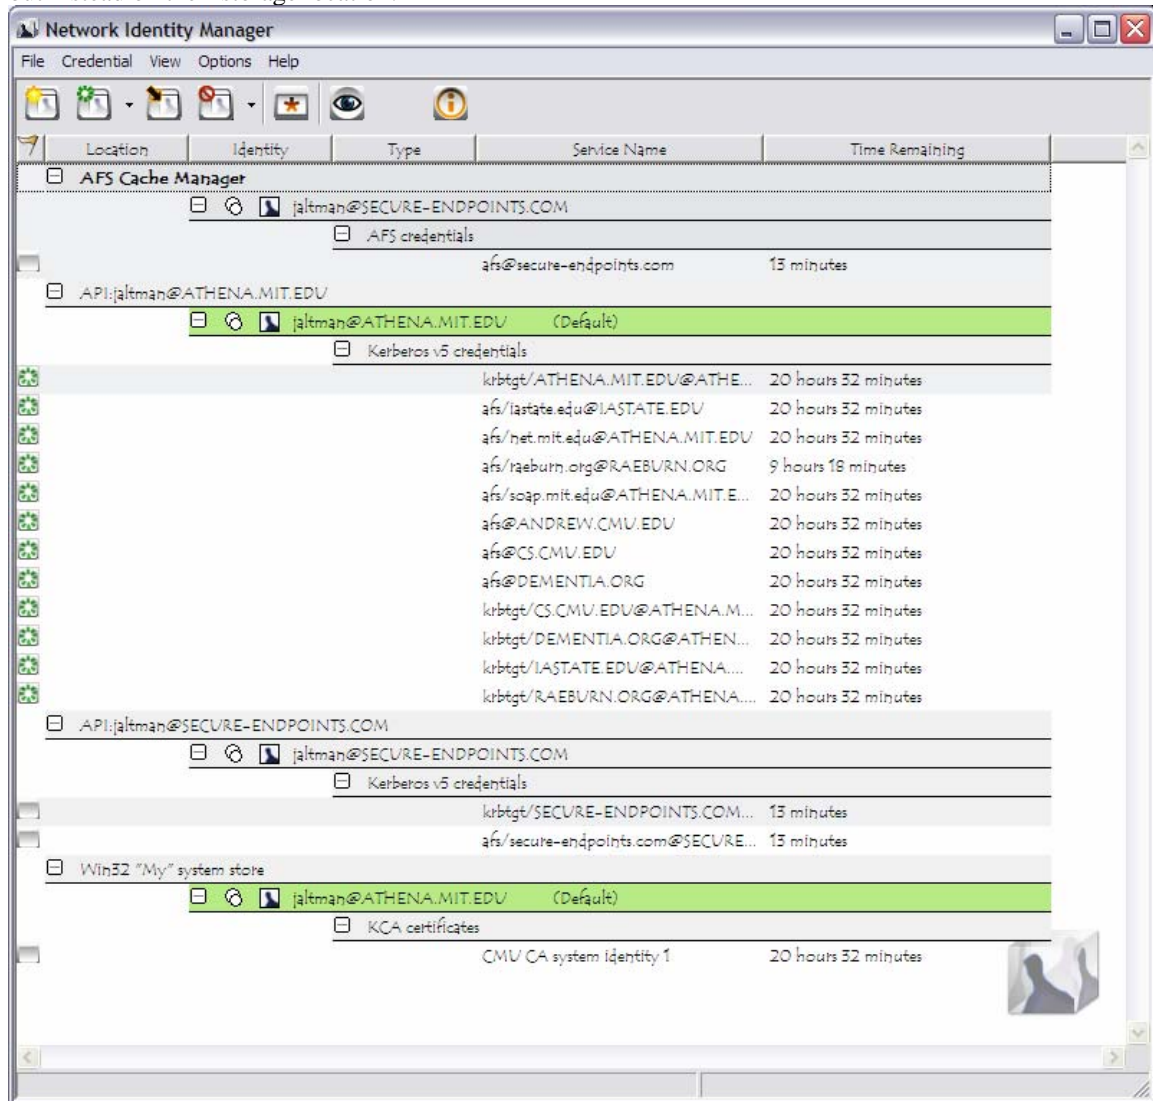 Network Identity Manager
File Credential View Options Help
Location Identity Type Service Name Time Remaining
AFS Cache Manager
jaltman@SECURE-ENDPOINTS.COM
AFS credentials
afs@secure-endpoints.com 13 minutes
API:jaltman@ATHENA.MIT.EDU
jaltman@ATHENA.MIT.EDU (Default)
Kerberos v5 credentials
krbtgt/ATHENA.MIT.EDU@ATHE... 20 hours 32 minutes
afs/iastate.edu@IASTATE.EDU 20 hours 32 minutes
afs/net.mit.edu@ATHENA.MIT.EDU 20 hours 32 minutes
afs/raeburn.org@RAEBURN.ORG 9 hours 18 minutes
afs/soap.mit.edu@ATHENA.MIT.E... 20 hours 32 minutes
afs@ANDREW.CMU.EDU 20 hours 32 minutes
afs@CS.CMU.EDU 20 hours 32 minutes
afs@DEMENTIA.ORG 20 hours 32 minutes
krbtgt/CS.CMU.EDU@ATHENA.M... 20 hours 32 minutes
krbtgt/DEMENTIA.ORG@ATHEN... 20 hours 32 minutes
krbtgt/IASTATE.EDU@ATHENA.... 20 hours 32 minutes
krbtgt/RAEBURN.ORG@ATHENA.... 20 hours 32 minutes
API:jaltman@SECURE-ENDPOINTS.COM
jaltman@SECURE-ENDPOINTS.COM
Kerberos v5 credentials
krbtgt/SECURE-ENDPOINTS.COM... 13 minutes
afs/secure-endpoints.com@SECURE... 13 minutes
Win32 "My" system store
jaltman@ATHENA.MIT.EDU (Default)
KCA certificates
CMU CA system identity 1 20 hours 32 minutes